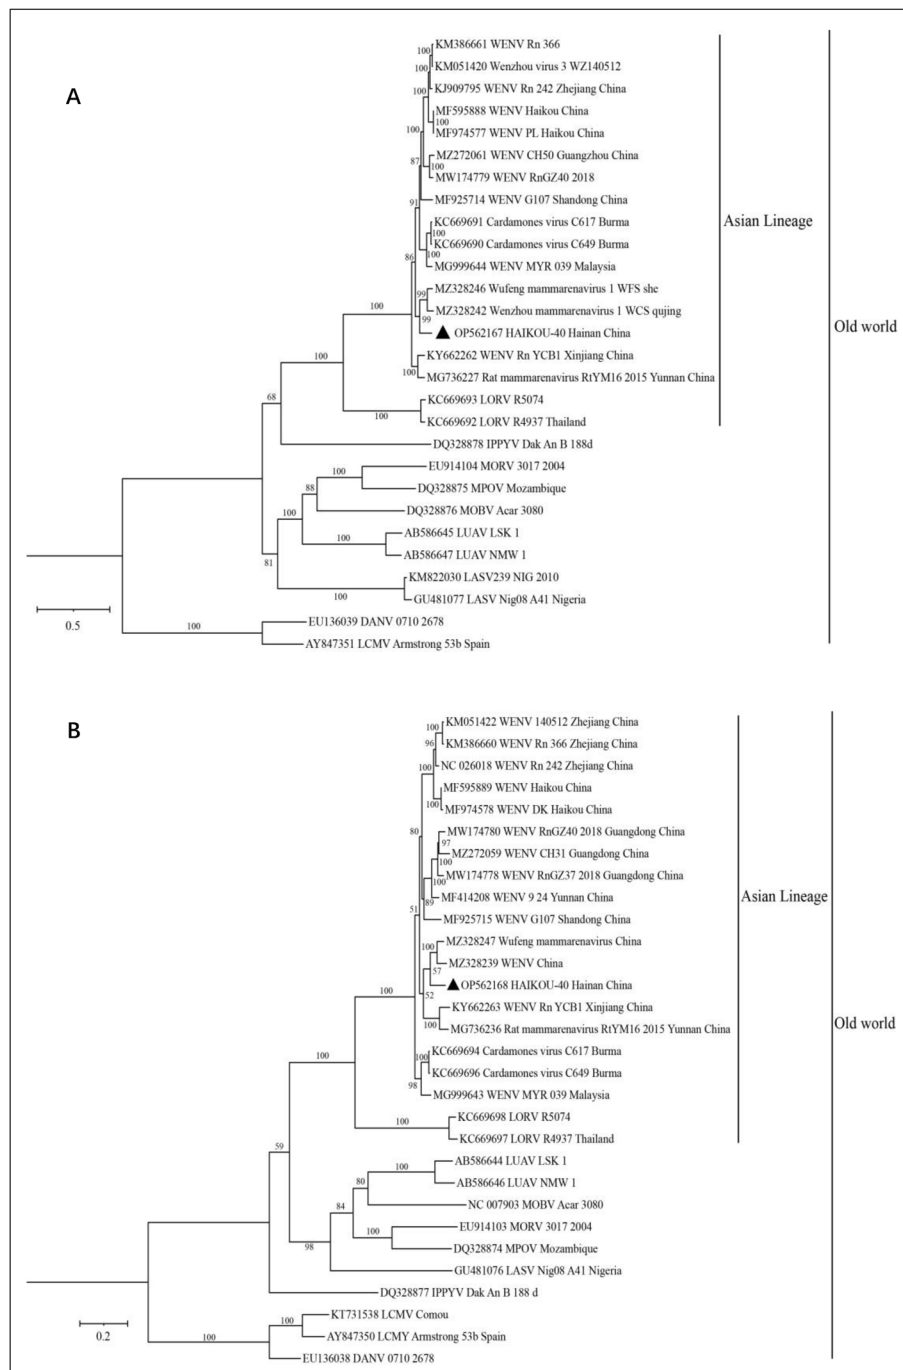 A
KM386661 WENV Rn 366
KM051420 Wenzhou virus 3 WZ140512
KJ909795 WENV Rn 242 Zhejiang China
MF595888 WENV Haikou China
MF974577 WENV PL Haikou China
MZ272061 WENV CH50 Guangzhou China
MW174779 WENV RnGZ40 2018
MF925714 WENV G107 Shandong China
KC669691 Cardamones virus C617 Burma
KC669690 Cardamones virus C649 Burma
MG999644 WENV MYR 039 Malaysia
MZ328246 Wufeng mammarenavirus 1 WFS she
MZ328242 Wenzhou mammarenavirus 1 WCS qujing
OP562167 HAIKOU-40 Hainan China
KY662262 WENV Rn YCB1 Xinjiang China
MG736227 Rat mammarenavirus RtYM16 2015 Yunnan China
KC669693 LORV R5074
KC669692 LORV R4937 Thailand
DQ328878 IPPYV Dak An B 188d
EU914104 MORV 3017 2004
DQ328875 MPOV Mozambique
DQ328876 MOBV Acar 3080
AB586645 LUAV LSK 1
AB586647 LUAV NMW 1
KM822030 LASV239 NIG 2010
GU481077 LASV Nig08 A41 Nigeria
EU136039 DANV 0710 2678
AY847351 LCMV Armstrong 53b Spain
Asian Lineage
Old world
100
100
100
100
100
87
100
91
100
100
86
99
99
100
100
100
100
68
100
88
100
100
81
100
100
0.5
B
KM051422 WENV 140512 Zhejiang China
KM386660 WENV Rn 366 Zhejiang China
NC 026018 WENV Rn 242 Zhejiang China
MF595889 WENV Haikou China
MF974578 WENV DK Haikou China
MW174780 WENV RnGZ40 2018 Guangdong China
MZ272059 WENV CH31 Guangdong China
MW174778 WENV RnGZ37 2018 Guangdong China
MF414208 WENV 9 24 Yunnan China
MF925715 WENV G107 Shandong China
MZ328247 Wufeng mammarenavirus China
MZ328239 WENV China
OP562168 HAIKOU-40 Hainan China
KY662263 WENV Rn YCB1 Xinjiang China
MG736236 Rat mammarenavirus RtYM16 2015 Yunnan China
KC669694 Cardamones virus C617 Burma
KC669696 Cardamones virus C649 Burma
MG999643 WENV MYR 039 Malaysia
KC669698 LORV R5074
KC669697 LORV R4937 Thailand
AB586644 LUAV LSK 1
AB586646 LUAV NMW 1
NC 007903 MOBV Acar 3080
EU914103 MORV 3017 2004
DQ328874 MPOV Mozambique
GU481076 LASV Nig08 A41 Nigeria
DQ328877 IPPYV Dak An B 188 d
KT731538 LCMV Comou
AY847350 LCMY Armstrong 53b Spain
EU136038 DANV 0710 2678
Asian Lineage
Old world
100
96
100
100
80
97
100
100
89
51
100
57
52
100
100
98
100
100
100
59
100
80
84
100
98
100
100
0.2